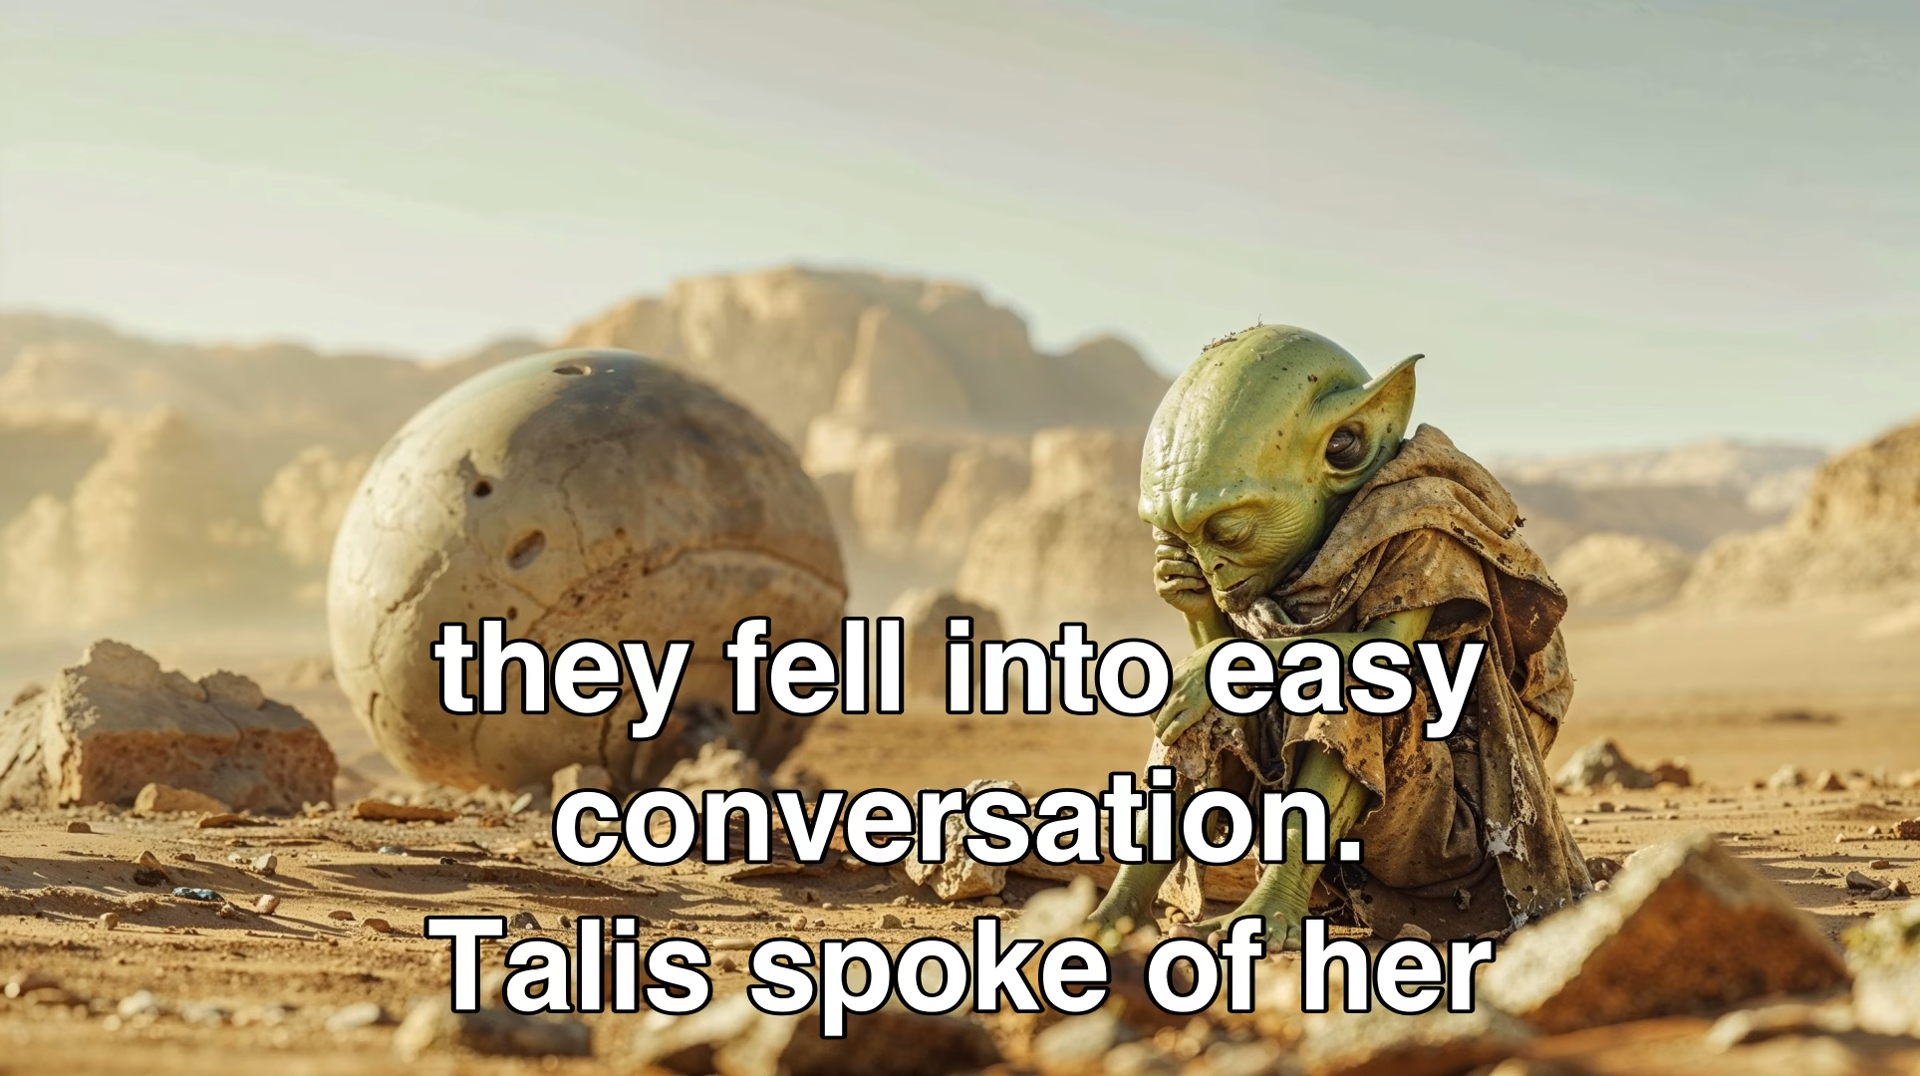 they fell into easy
conversation.
Talis spoke of her